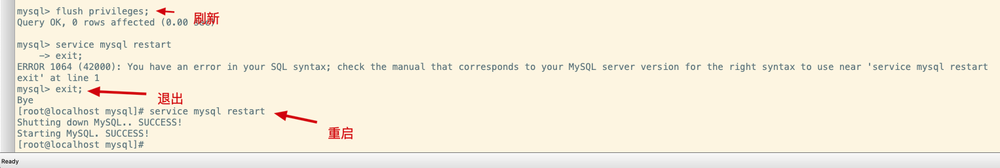 mysql> flush privileges;
刷新
Query OK, 0 rows affected (0.00 sec)
mysql> service mysql restart
-> exit;
ERROR 1064 (42000): You have an error in your SQL syntax; check the manual that corresponds to your MySQL server version for the right syntax to use near 'service mysql restart
exit' at line 1
mysql> exit;
退出
Bye
[root@localhost mysql]# service mysql restart
Shutting down MySQL.. SUCCESS!
重启
Starting MySQL. SUCCESS!
[root@localhost mysql]#
Ready